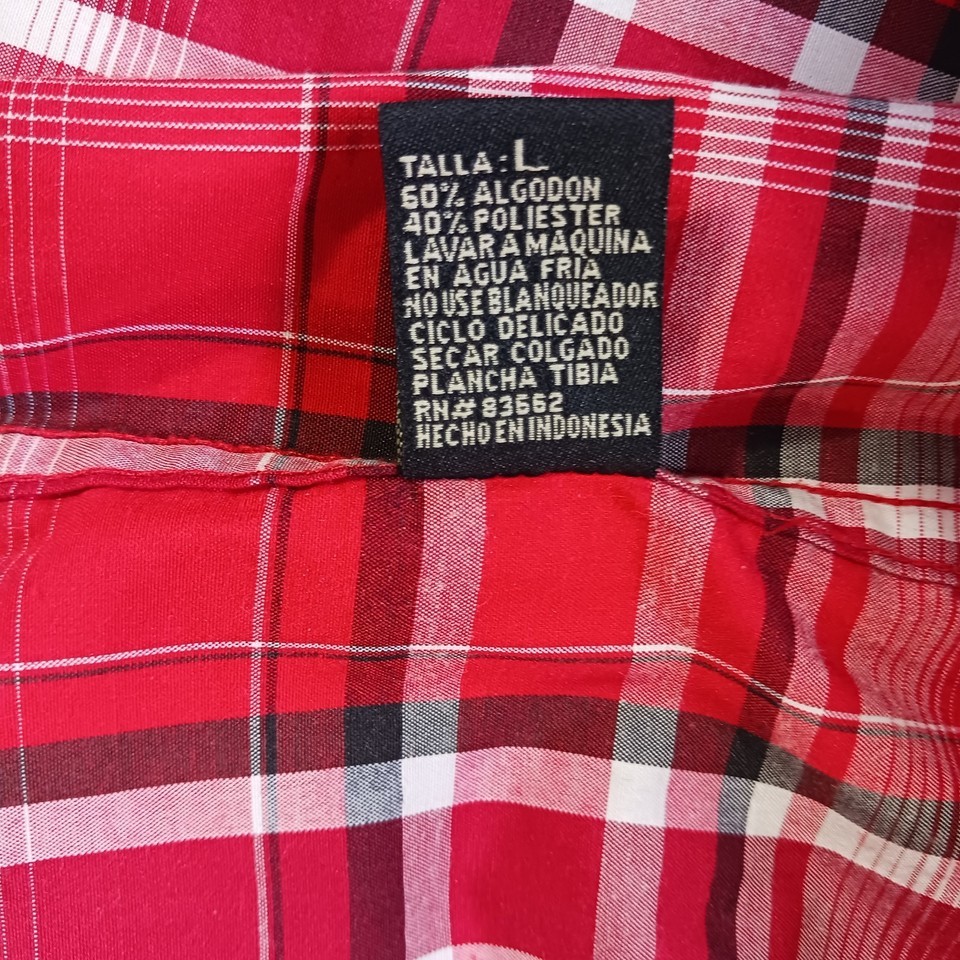 TALLA: L
60% ALGODON
40% POLIESTER
LAVAR A MAQUINA
EN AGUA FRIA
NO USE BLANQUEADOR
CICLO DELICADO
SECAR COLGADO
PLANCHA TIBIA
RN# 83662
HECHO EN INDONESIA